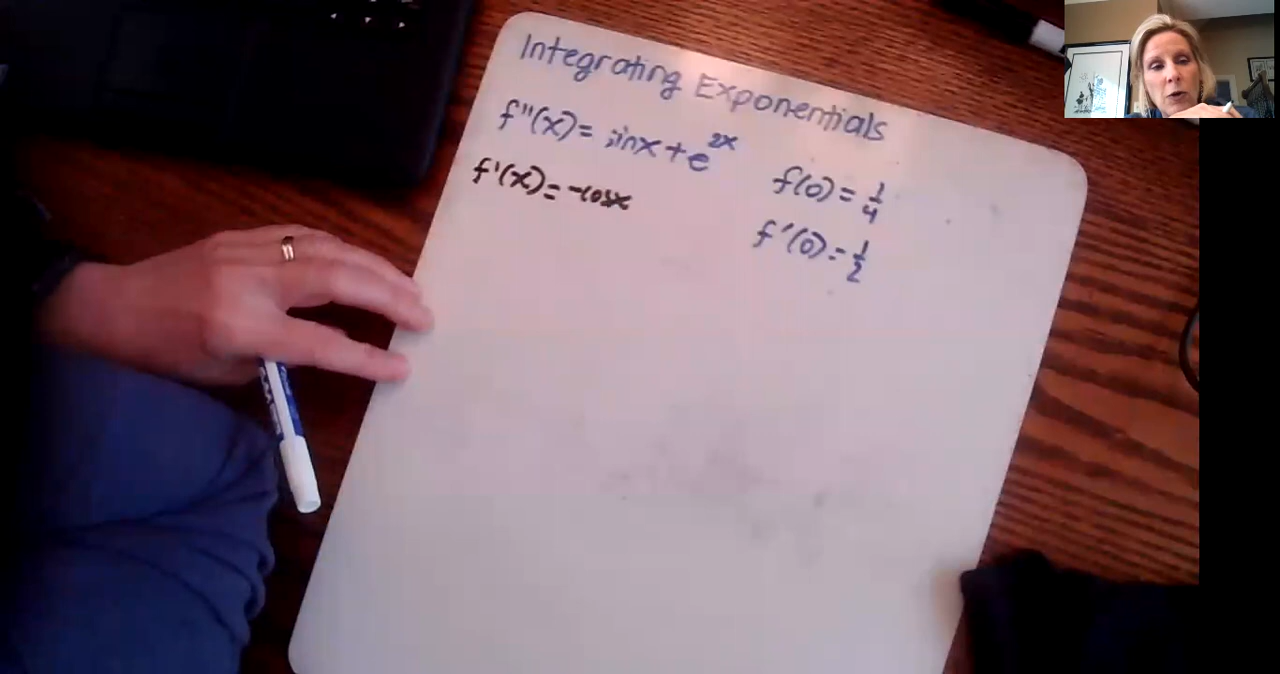 Integrating Exponentials
f''(x) = sinx + e^{2x}
f(0) = 1/4
f'(x) = -cosx
f'(0) = 1/2